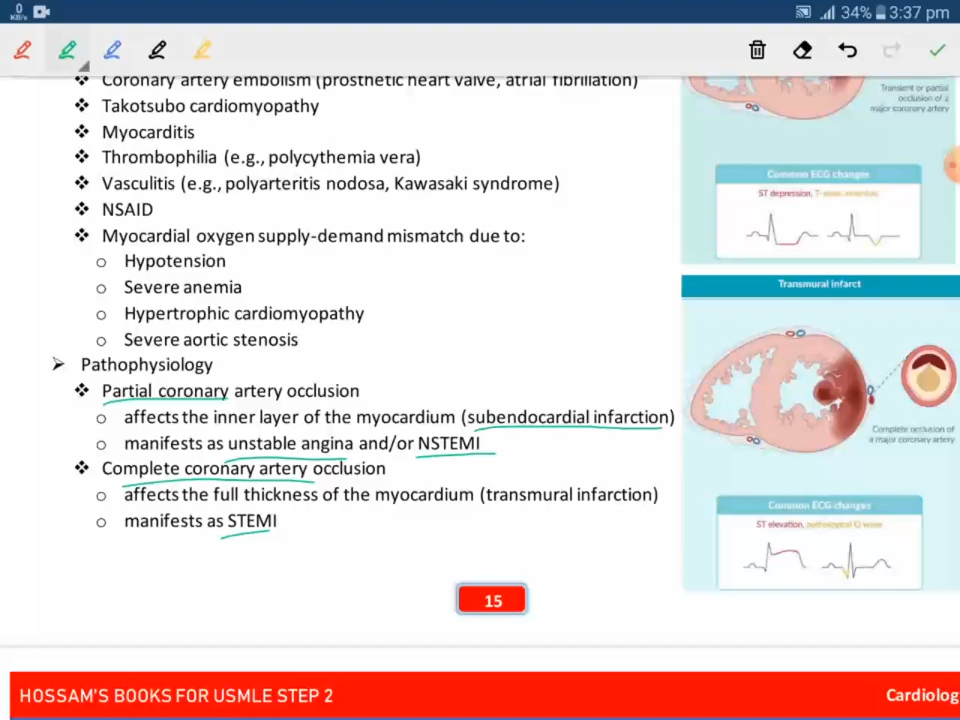 0
KB/s
34% 3:37 pm
❖ Coronary artery embolism (prosthetic heart valve, atrial fibrillation)
❖ Takotsubo cardiomyopathy
❖ Myocarditis
❖ Thrombophilia (e.g., polycythemia vera)
❖ Vasculitis (e.g., polyarteritis nodosa, Kawasaki syndrome)
❖ NSAID
❖ Myocardial oxygen supply-demand mismatch due to:
o Hypotension
o Severe anemia
o Hypertrophic cardiomyopathy
o Severe aortic stenosis
➢ Pathophysiology
❖ Partial coronary artery occlusion
o affects the inner layer of the myocardium (subendocardial infarction)
o manifests as unstable angina and/or NSTEMI
❖ Complete coronary artery occlusion
o affects the full thickness of the myocardium (transmural infarction)
o manifests as STEMI
Transient or partial
occlusion of a
major coronary artery
Common ECG changes
ST depression, T-wave inversion
Transmural infarct
Complete occlusion of
a major coronary artery
Common ECG changes
ST elevation, pathological Q wave
15
HOSSAM'S BOOKS FOR USMLE STEP 2
Cardiolog